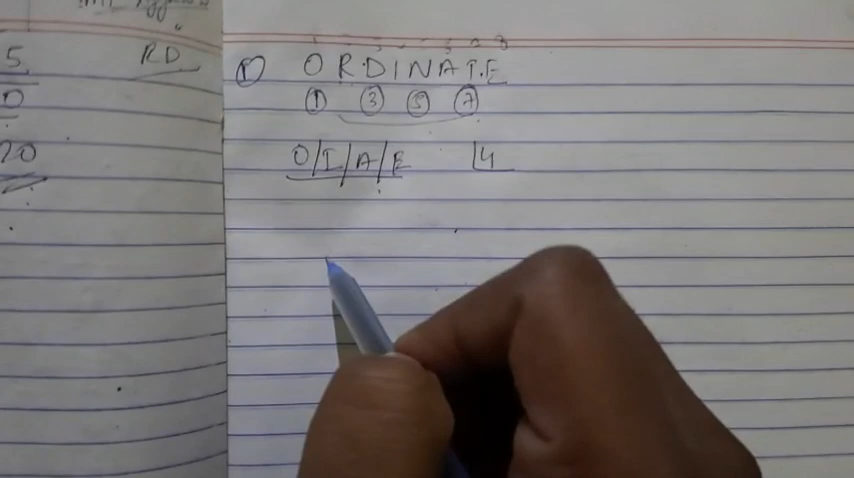 5
0
20
RD
① ORDINATE
① ③ ⑤ ⑦
O/I/A/E 4